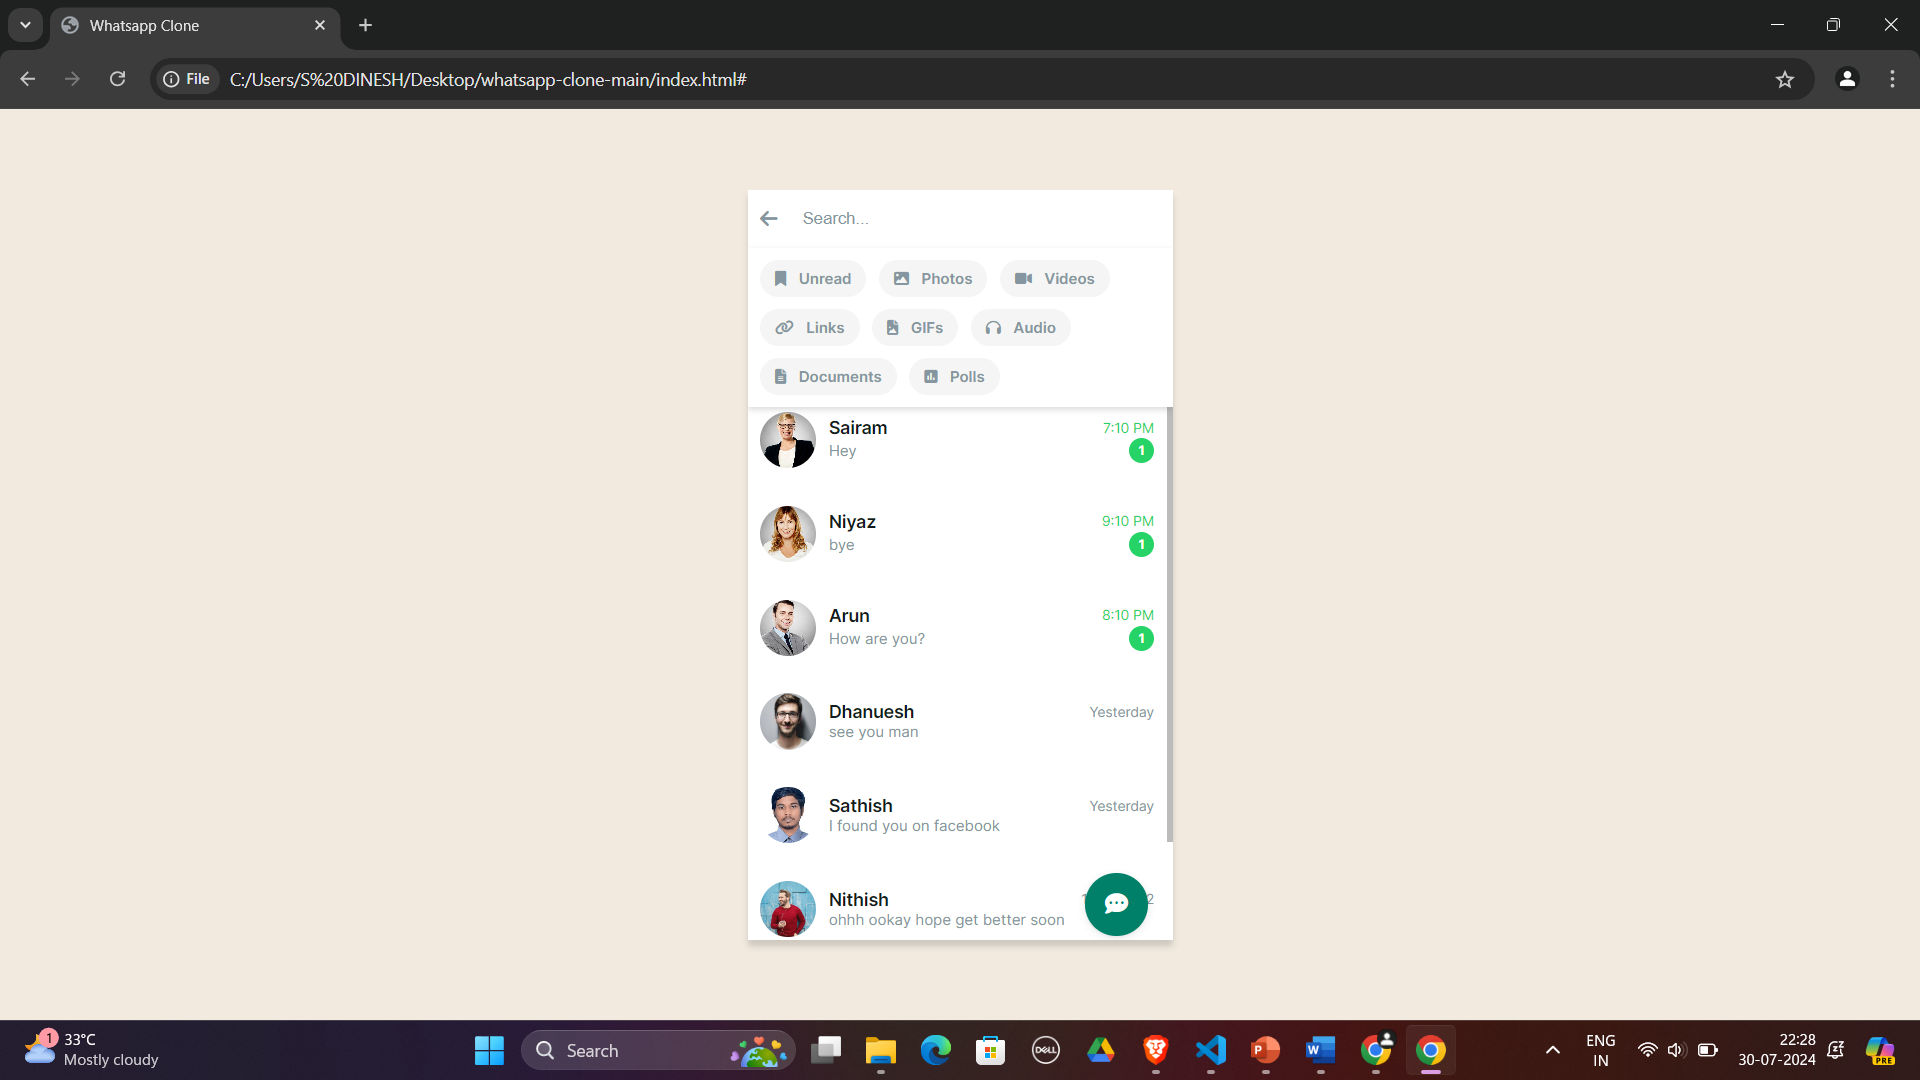 Whatsapp Clone
File C:/Users/S%20DINESH/Desktop/whatsapp-clone-main/index.html#
Search...
Unread Photos Videos
Links GIFs Audio
Documents Polls
Sairam 7:10 PM
Hey 1
Niyaz 9:10 PM
bye 1
Arun 8:10 PM
How are you? 1
Dhanuesh Yesterday
see you man
Sathish Yesterday
I found you on facebook
Nithish
ohhh ookay hope get better soon
1 33°C
Mostly cloudy
Search
DELL
P
W
PRE
ENG
IN
22:28
30-07-2024